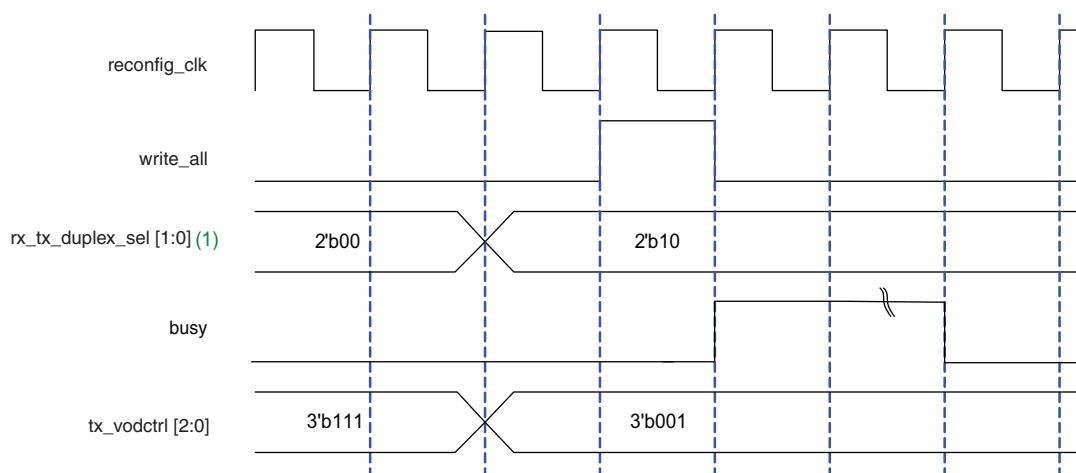 reconfig_clk
write_all
rx_tx_duplex_sel [1:0] (1) 2'b00 2'b10
busy
tx_vodctrl [2:0] 3'b111 3'b001